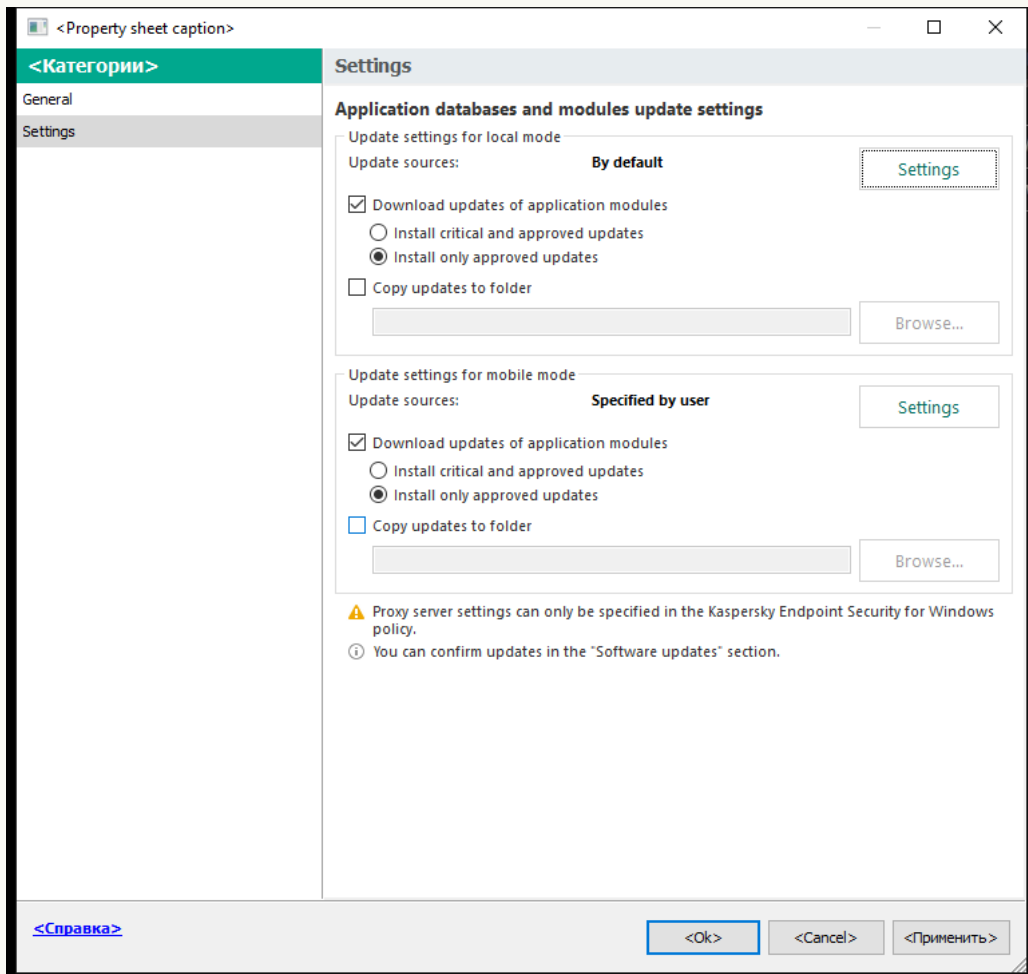 <Property sheet caption>
<Категории>
General
Settings
Settings
Application databases and modules update settings
Update settings for local mode
Update sources: By default
Settings
Download updates of application modules
Install critical and approved updates
Install only approved updates
Copy updates to folder
Browse...
Update settings for mobile mode
Update sources: Specified by user
Settings
Download updates of application modules
Install critical and approved updates
Install only approved updates
Copy updates to folder
Browse...
Proxy server settings can only be specified in the Kaspersky Endpoint Security for Windows
policy.
You can confirm updates in the "Software updates" section.
<Справка>
<Ok> <Cancel> <Применить>